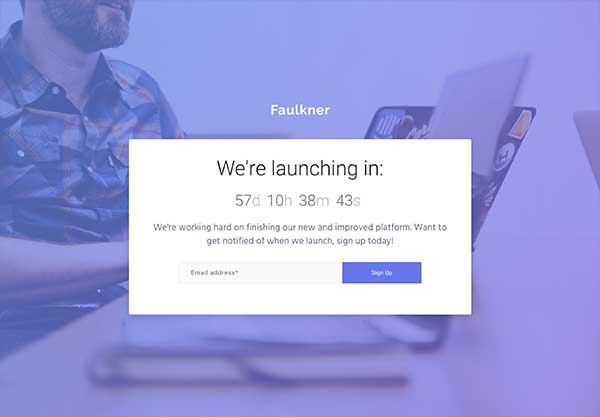 Faulkner
We're launching in:
57d 10h 38m 43s
We're working hard on finishing our new and improved platform. Want to
get notified of when we launch, sign up today!
Email address* Sign Up